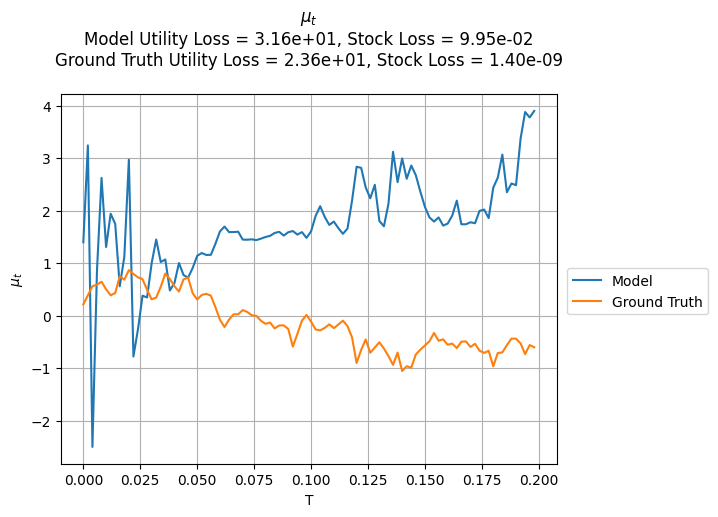 μt
Model Utility Loss = 3.16e+01, Stock Loss = 9.95e-02
Ground Truth Utility Loss = 2.36e+01, Stock Loss = 1.40e-09
4
3
2
1
0
−1
−2
μt
0.000 0.025 0.050 0.075 0.100 0.125 0.150 0.175 0.200
T
Model
Ground Truth